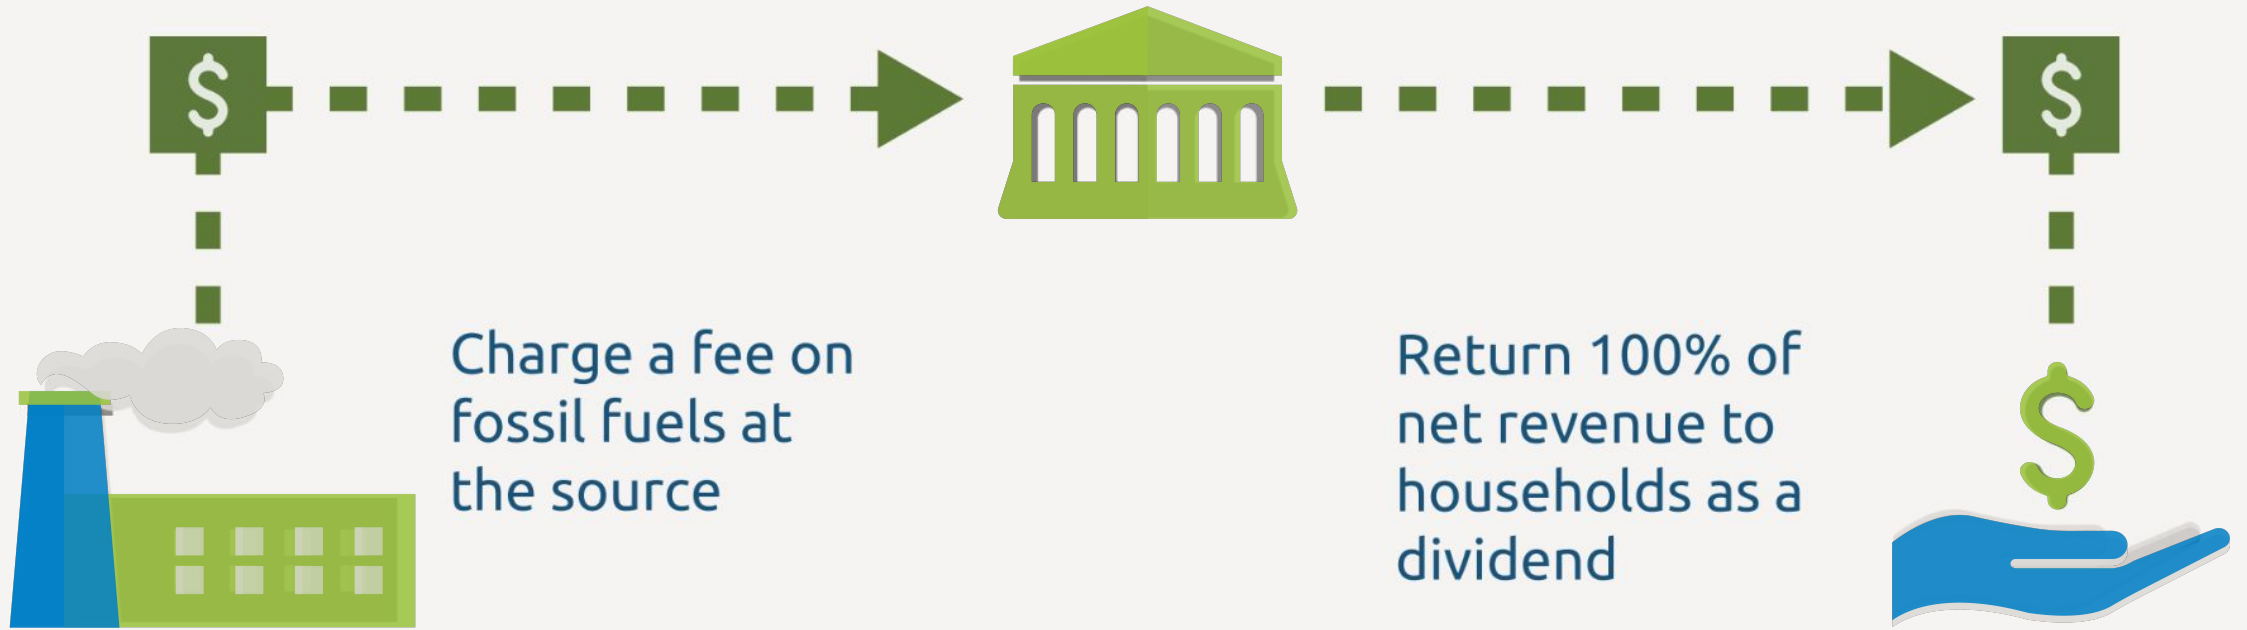 $
$
Charge a fee on
fossil fuels at
the source
Return 100% of
net revenue to
households as a
dividend
$